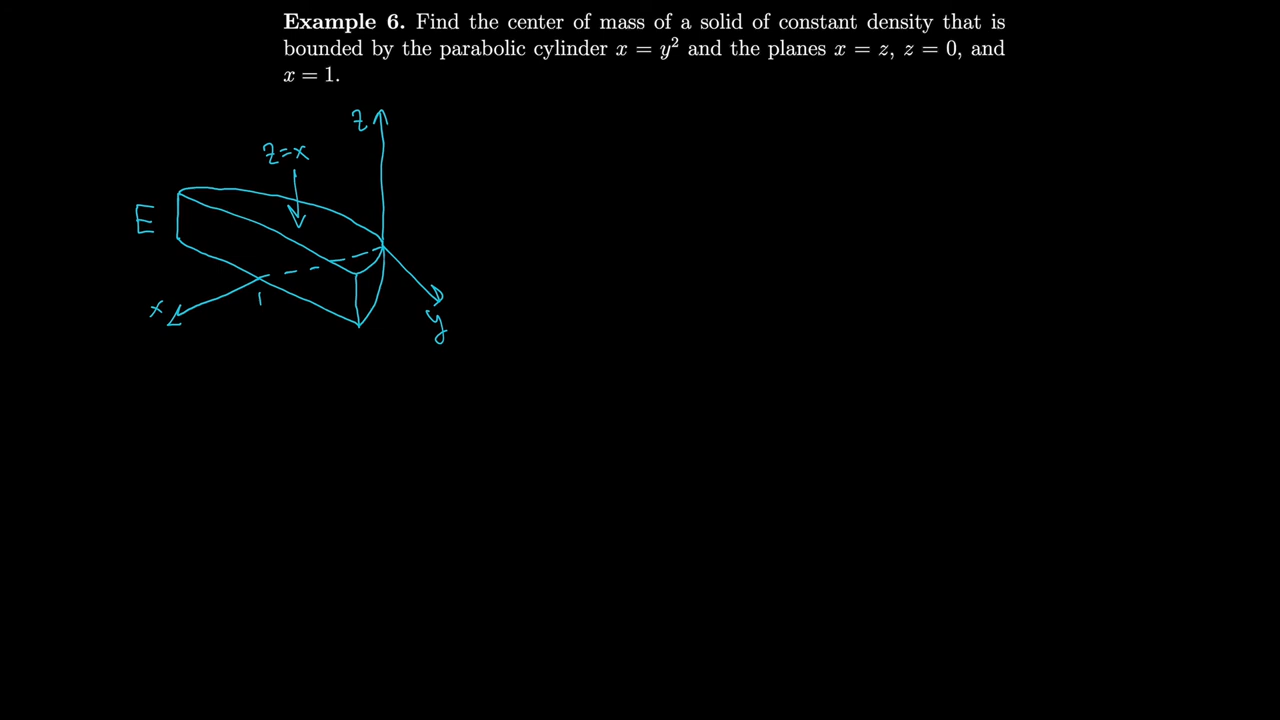 Example 6. Find the center of mass of a solid of constant density that is
bounded by the parabolic cylinder x = y² and the planes x = z, z = 0, and
x = 1.
z
z=x
E
x
1
y